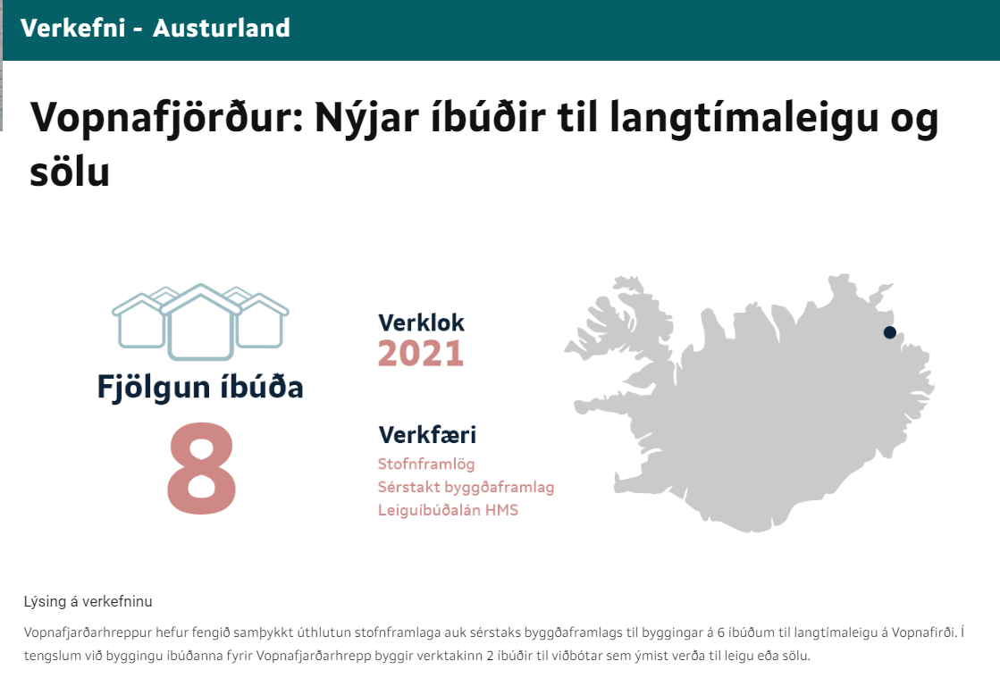 Verkefni - Austurland
Vopnafjörður: Nýjar íbúðir til langtímaleigu og
sölu
Fjölgun íbúða
8
Verklok
2021
Verkfæri
Stofnframlög
Sérstakt byggðaframlag
Leiguíbúðalán HMS
Lýsing á verkefninu
Vopnafjarðarhreppur hefur fengið samþykkt úthlutun stofnframlaga auk sérstaks byggðaframlags til byggingar á 6 íbúðum til langtímaleigu á Vopnafirði. Í
tengslum við byggingu íbúðanna fyrir Vopnafjarðarhrepp byggir verktakinn 2 íbúðir til viðbótar sem ýmist verða til leigu eða sölu.